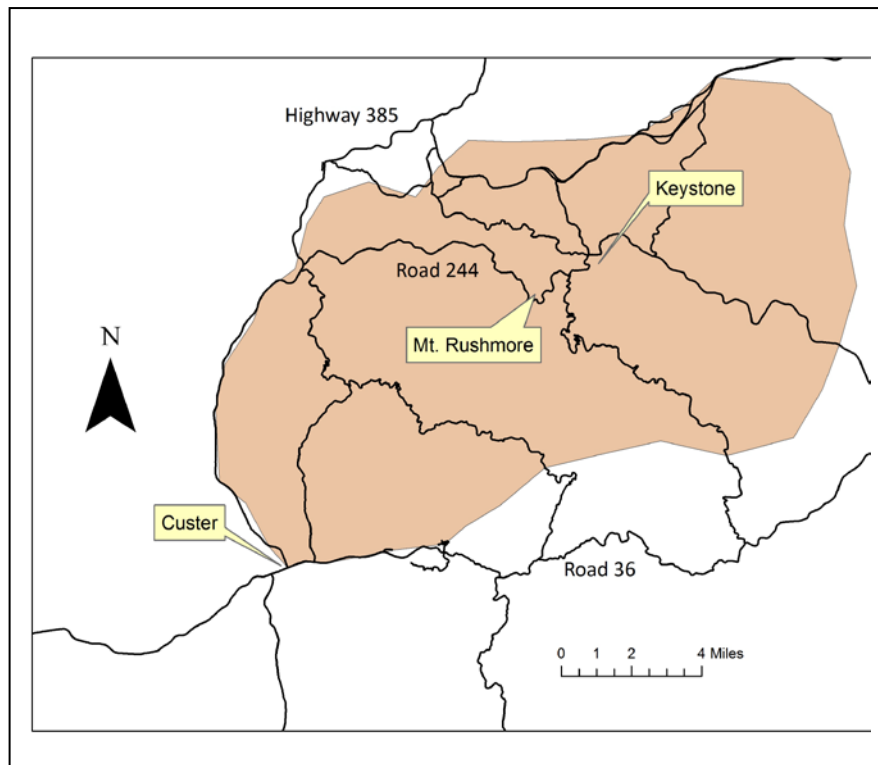 Highway 385
Keystone
Road 244
Mt. Rushmore
N
Custer
Road 36
0 1 2 4 Miles